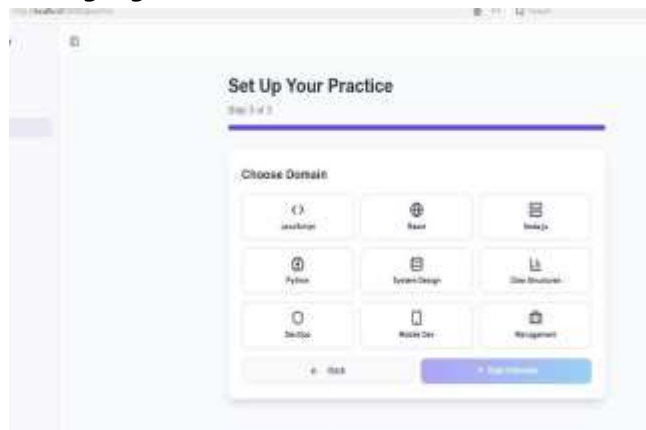 Set Up Your Practice
Step 3 of 3
Choose Domain
JavaScript
React
Node.js
Python
System Design
Data Structures
DevOps
Mobile Dev
Management
← Back